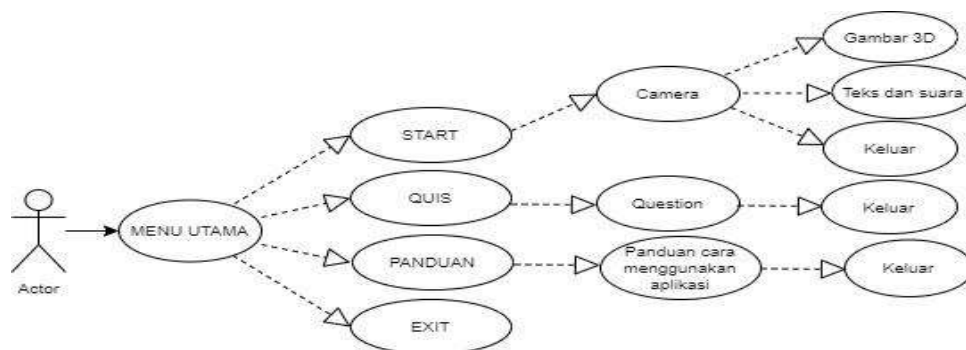 Gambar 3D
Camera
Teks dan suara
START
Keluar
QUIS
Question
Keluar
MENU UTAMA
PANDUAN
Panduan cara
menggunakan
aplikasi
Keluar
Actor
EXIT